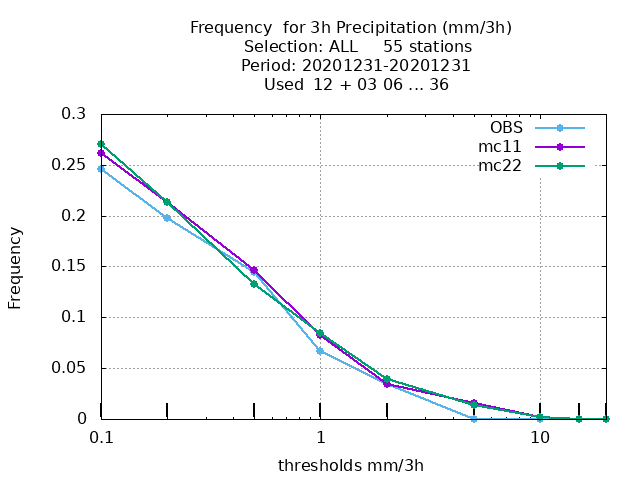 Frequency  for 3h Precipitation (mm/3h)
Selection: ALL     55 stations
Period: 20201231-20201231
Used  12 + 03 06 ... 36
0.3
OBS
mc11
mc22
0.25
0.2
0.15
0.1
0.05
0
Frequency
0.1 1 10
thresholds mm/3h